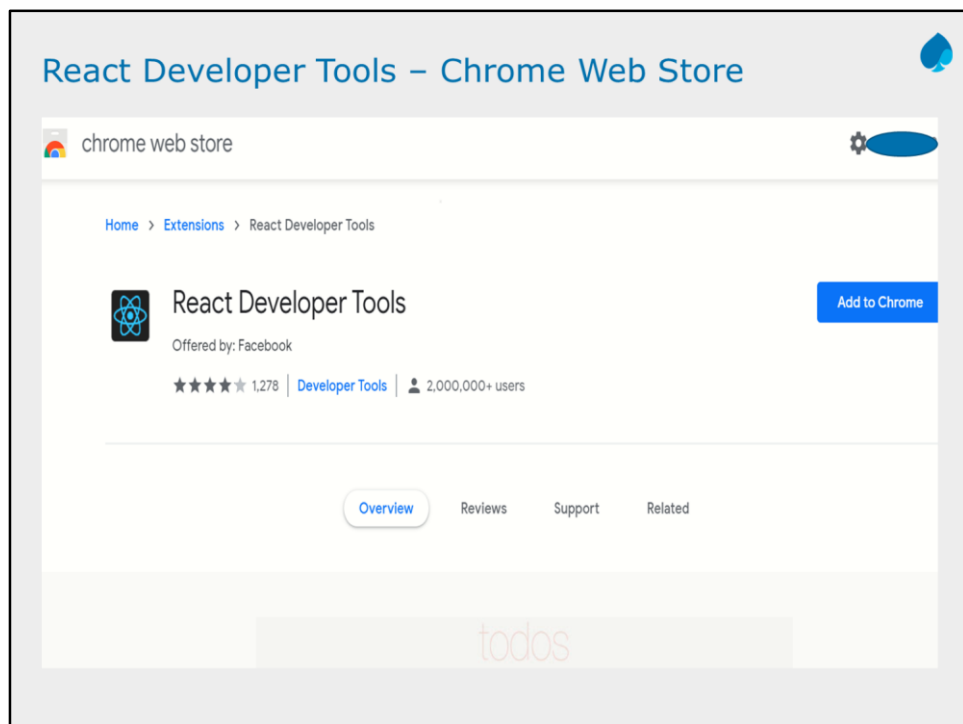 React Developer Tools – Chrome Web Store
chrome web store
Home > Extensions > React Developer Tools
React Developer Tools
Add to Chrome
Offered by: Facebook
1,278 | Developer Tools | 2,000,000+ users
Overview Reviews Support Related
todos